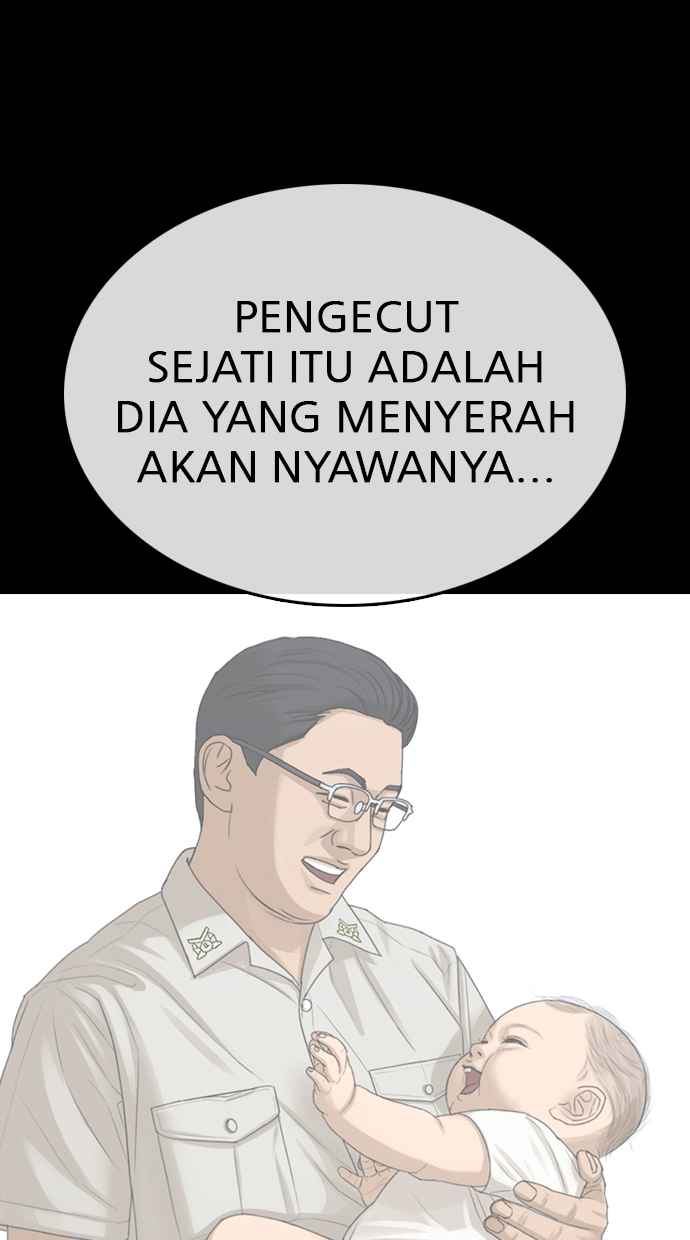 PENGECUT
SEJATI ITU ADALAH
DIA YANG MENYERAH
AKAN NYAWANYA...